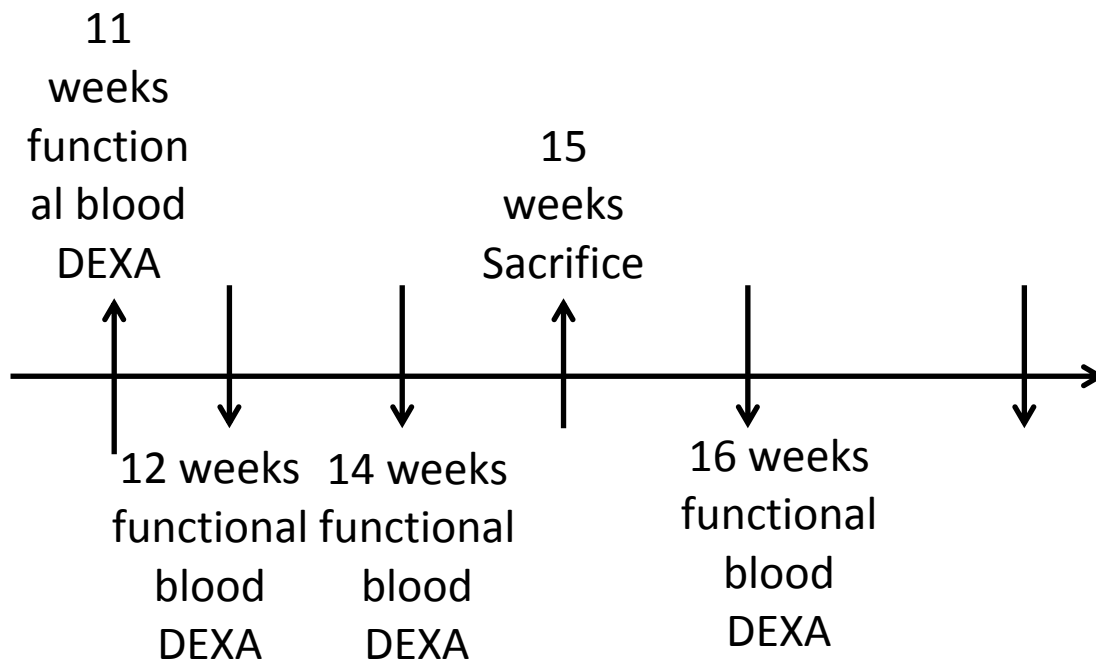 11
weeks
function
al blood
DEXA
15
weeks
Sacrifice
12 weeks
functional
blood
DEXA
14 weeks
functional
blood
DEXA
16 weeks
functional
blood
DEXA